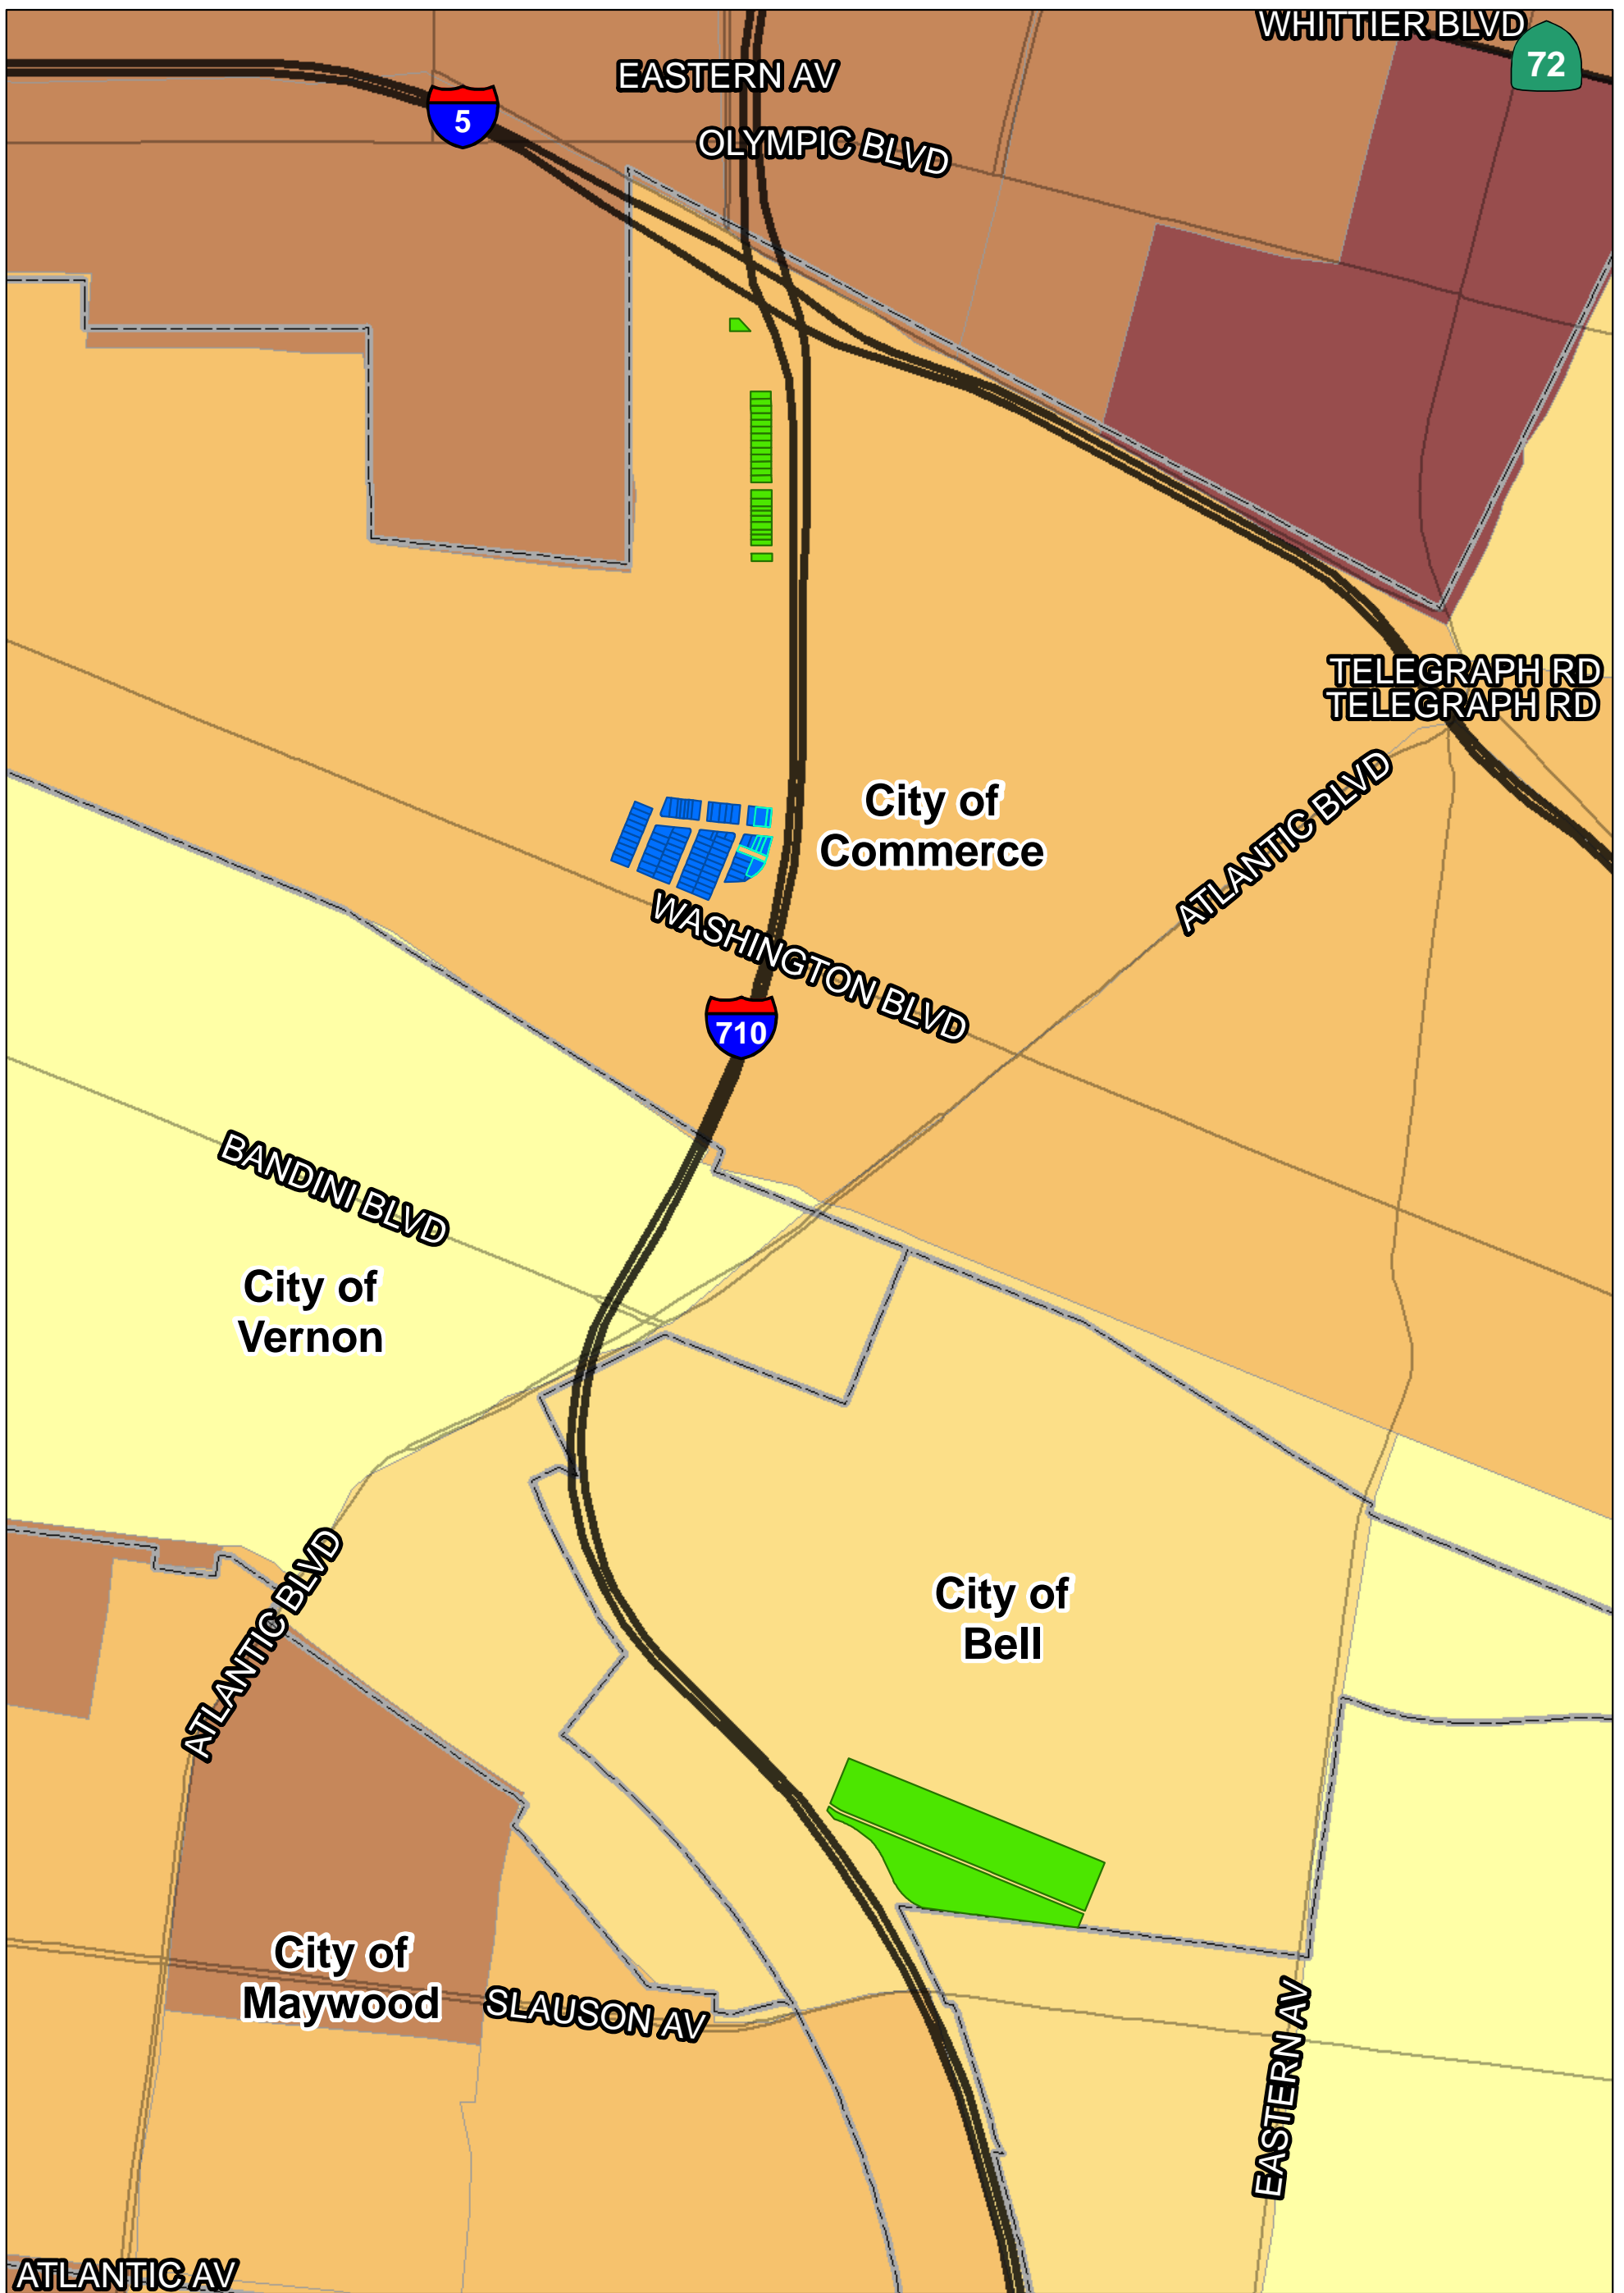 WHITTIER BLVD
72
EASTERN AV
5
OLYMPIC BLVD
TELEGRAPH RD
TELEGRAPH RD
City of
Commerce
ATLANTIC BLVD
WASHINGTON BLVD
710
BANDINI BLVD
City of
Vernon
ATLANTIC BLVD
City of
Bell
City of
Maywood
SLAUSON AV
EASTERN AV
ATLANTIC AV